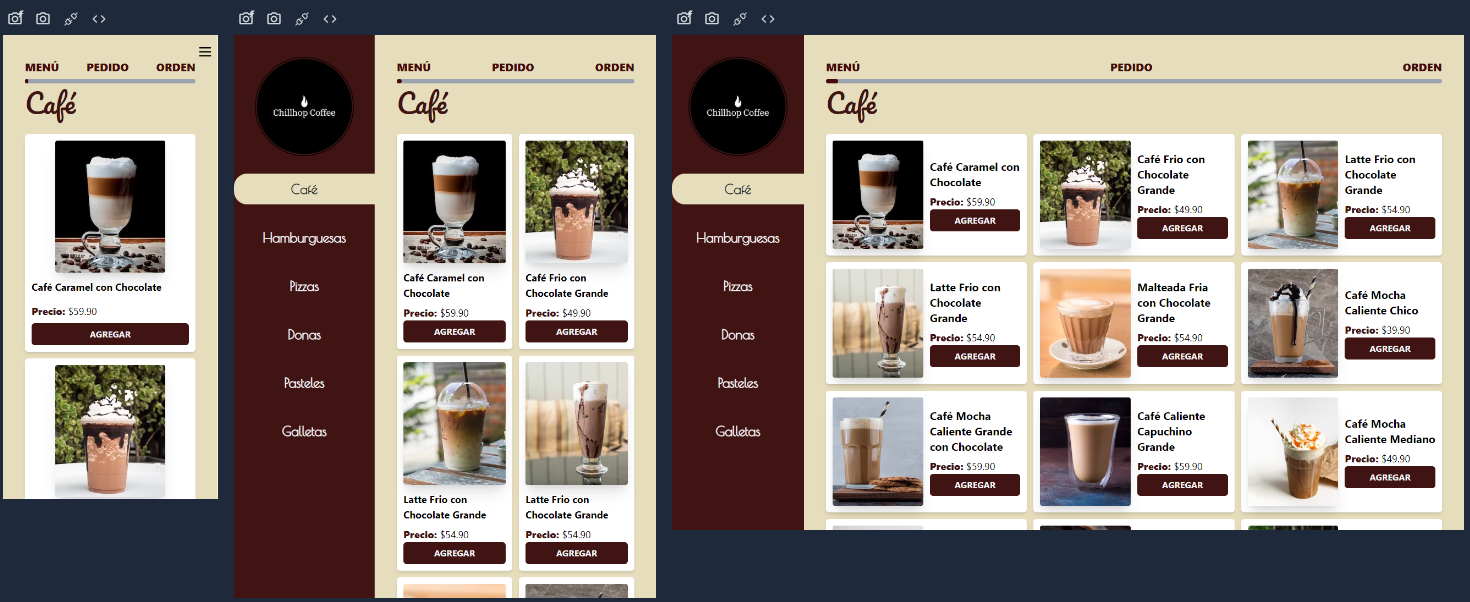 MENÚ PEDIDO ORDEN
Café
Café Caramel con Chocolate
Precio: $59.90
AGREGAR
Chillhop Coffee
Café
Hamburguesas
Pizzas
Donas
Pasteles
Galletas
MENÚ PEDIDO ORDEN
Café
Café Caramel con
Chocolate
Precio: $59.90
AGREGAR
Café Frio con
Chocolate Grande
Precio: $49.90
AGREGAR
Latte Frio con
Chocolate Grande
Precio: $54.90
AGREGAR
Latte Frio con
Chocolate Grande
Precio: $54.90
AGREGAR
Chillhop Coffee
Café
Hamburguesas
Pizzas
Donas
Pasteles
Galletas
MENÚ PEDIDO ORDEN
Café
Café Caramel con
Chocolate
Precio: $59.90
AGREGAR
Café Frio con
Chocolate
Grande
Precio: $49.90
AGREGAR
Latte Frio con
Chocolate
Grande
Precio: $54.90
AGREGAR
Latte Frio con
Chocolate
Grande
Precio: $54.90
AGREGAR
Malteada Fria
con Chocolate
Grande
Precio: $54.90
AGREGAR
Café Mocha
Caliente Chico
Precio: $39.90
AGREGAR
Café Mocha
Caliente Grande
con Chocolate
Precio: $59.90
AGREGAR
Café Caliente
Capuchino
Grande
Precio: $59.90
AGREGAR
Café Mocha
Caliente Mediano
Precio: $49.90
AGREGAR